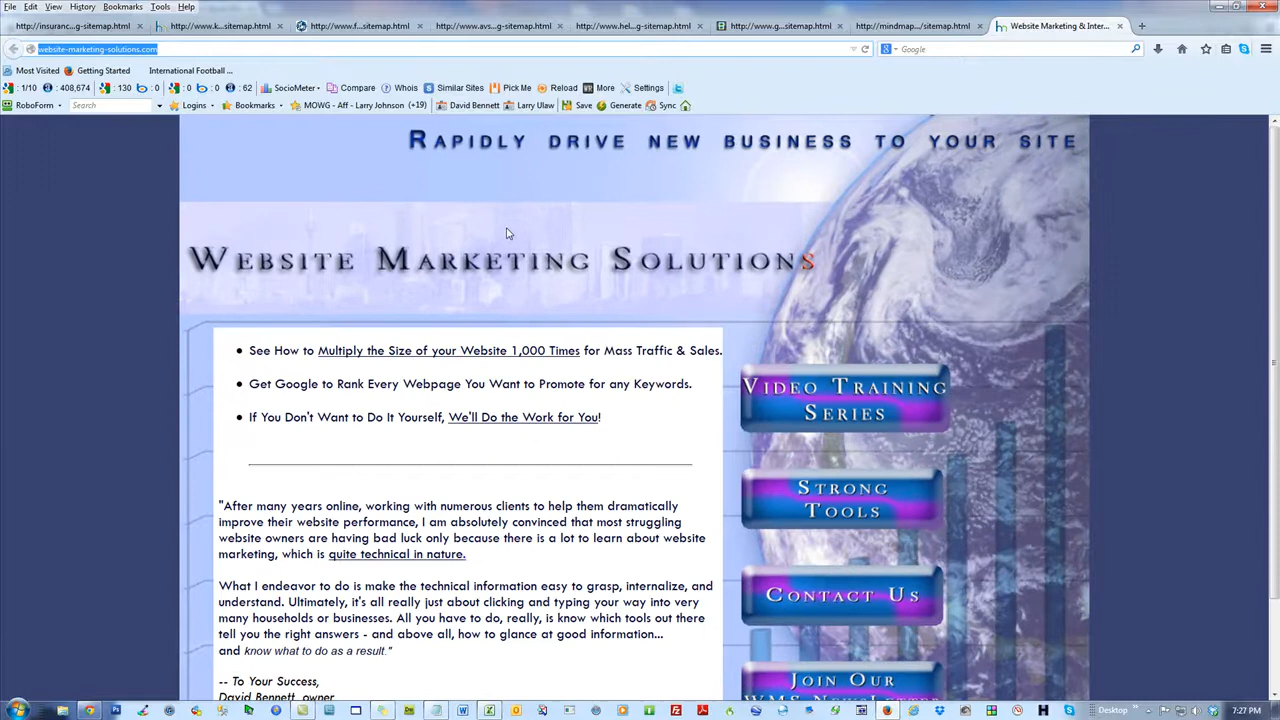 File Edit View History Bookmarks Tools Help
http://insuranc...g-sitemap.html http://www.k...sitemap.html http://www.f...sitemap.html http://www.avs...g-sitemap.html http://www.hel...g-sitemap.html http://www.g...sitemap.html http://mindmap.../sitemap.html Website Marketing & Inter...
website-marketing-solutions.com Google
Most Visited Getting Started International Football ...
: 1/10 : 408,674 : 130 : 0 : 0 : 0 : 62 SocioMeter Compare Whois Similar Sites Pick Me Reload More Settings
RoboForm Search Logins Bookmarks MOWG - Aff - Larry Johnson (+19) David Bennett Larry Ulaw Save Generate Sync
Rapidly drive new business to your site
Website Marketing Solutions
• See How to Multiply the Size of your Website 1,000 Times for Mass Traffic & Sales.
• Get Google to Rank Every Webpage You Want to Promote for any Keywords.
• If You Don't Want to Do It Yourself, We'll Do the Work for You!
Video Training
Series
Strong
Tools
Contact Us
Join Our
WMS NewsLetter
"After many years online, working with numerous clients to help them dramatically
improve their website performance, I am absolutely convinced that most struggling
website owners are having bad luck only because there is a lot to learn about website
marketing, which is quite technical in nature.
What I endeavor to do is make the technical information easy to grasp, internalize, and
understand. Ultimately, it's all really just about clicking and typing your way into very
many households or businesses. All you have to do, really, is know which tools out there
tell you the right answers - and above all, how to glance at good information...
and know what to do as a result."
-- To Your Success,
David Bennett, owner
Desktop 7:27 PM